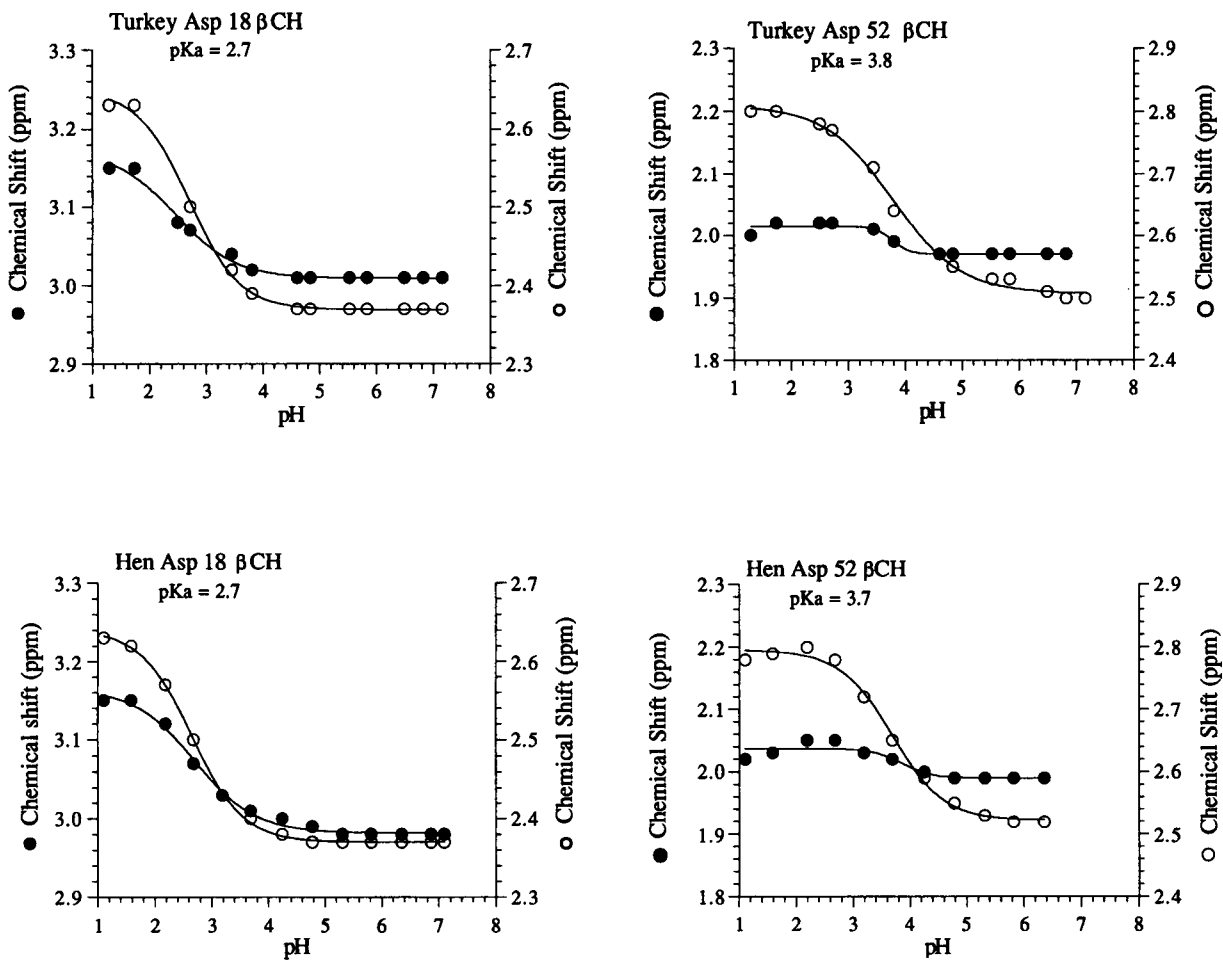 Turkey Asp 18 βCH
pKa = 2.7
3.3
3.2
3.1
3.0
2.9
2.7
2.6
2.5
2.4
2.3
● Chemical Shift (ppm)
○ Chemical Shift (ppm)
1 2 3 4 5 6 7 8
pH
Turkey Asp 52 βCH
pKa = 3.8
2.3
2.2
2.1
2.0
1.9
1.8
2.9
2.8
2.7
2.6
2.5
2.4
● Chemical Shift (ppm)
○ Chemical Shift (ppm)
1 2 3 4 5 6 7 8
pH
Hen Asp 18 βCH
pKa = 2.7
3.3
3.2
3.1
3.0
2.9
2.7
2.6
2.5
2.4
2.3
● Chemical shift (ppm)
○ Chemical Shift (ppm)
1 2 3 4 5 6 7 8
pH
Hen Asp 52 βCH
pKa = 3.7
2.3
2.2
2.1
2.0
1.9
1.8
2.9
2.8
2.7
2.6
2.5
2.4
● Chemical Shift (ppm)
○ Chemical Shift (ppm)
1 2 3 4 5 6 7 8
pH